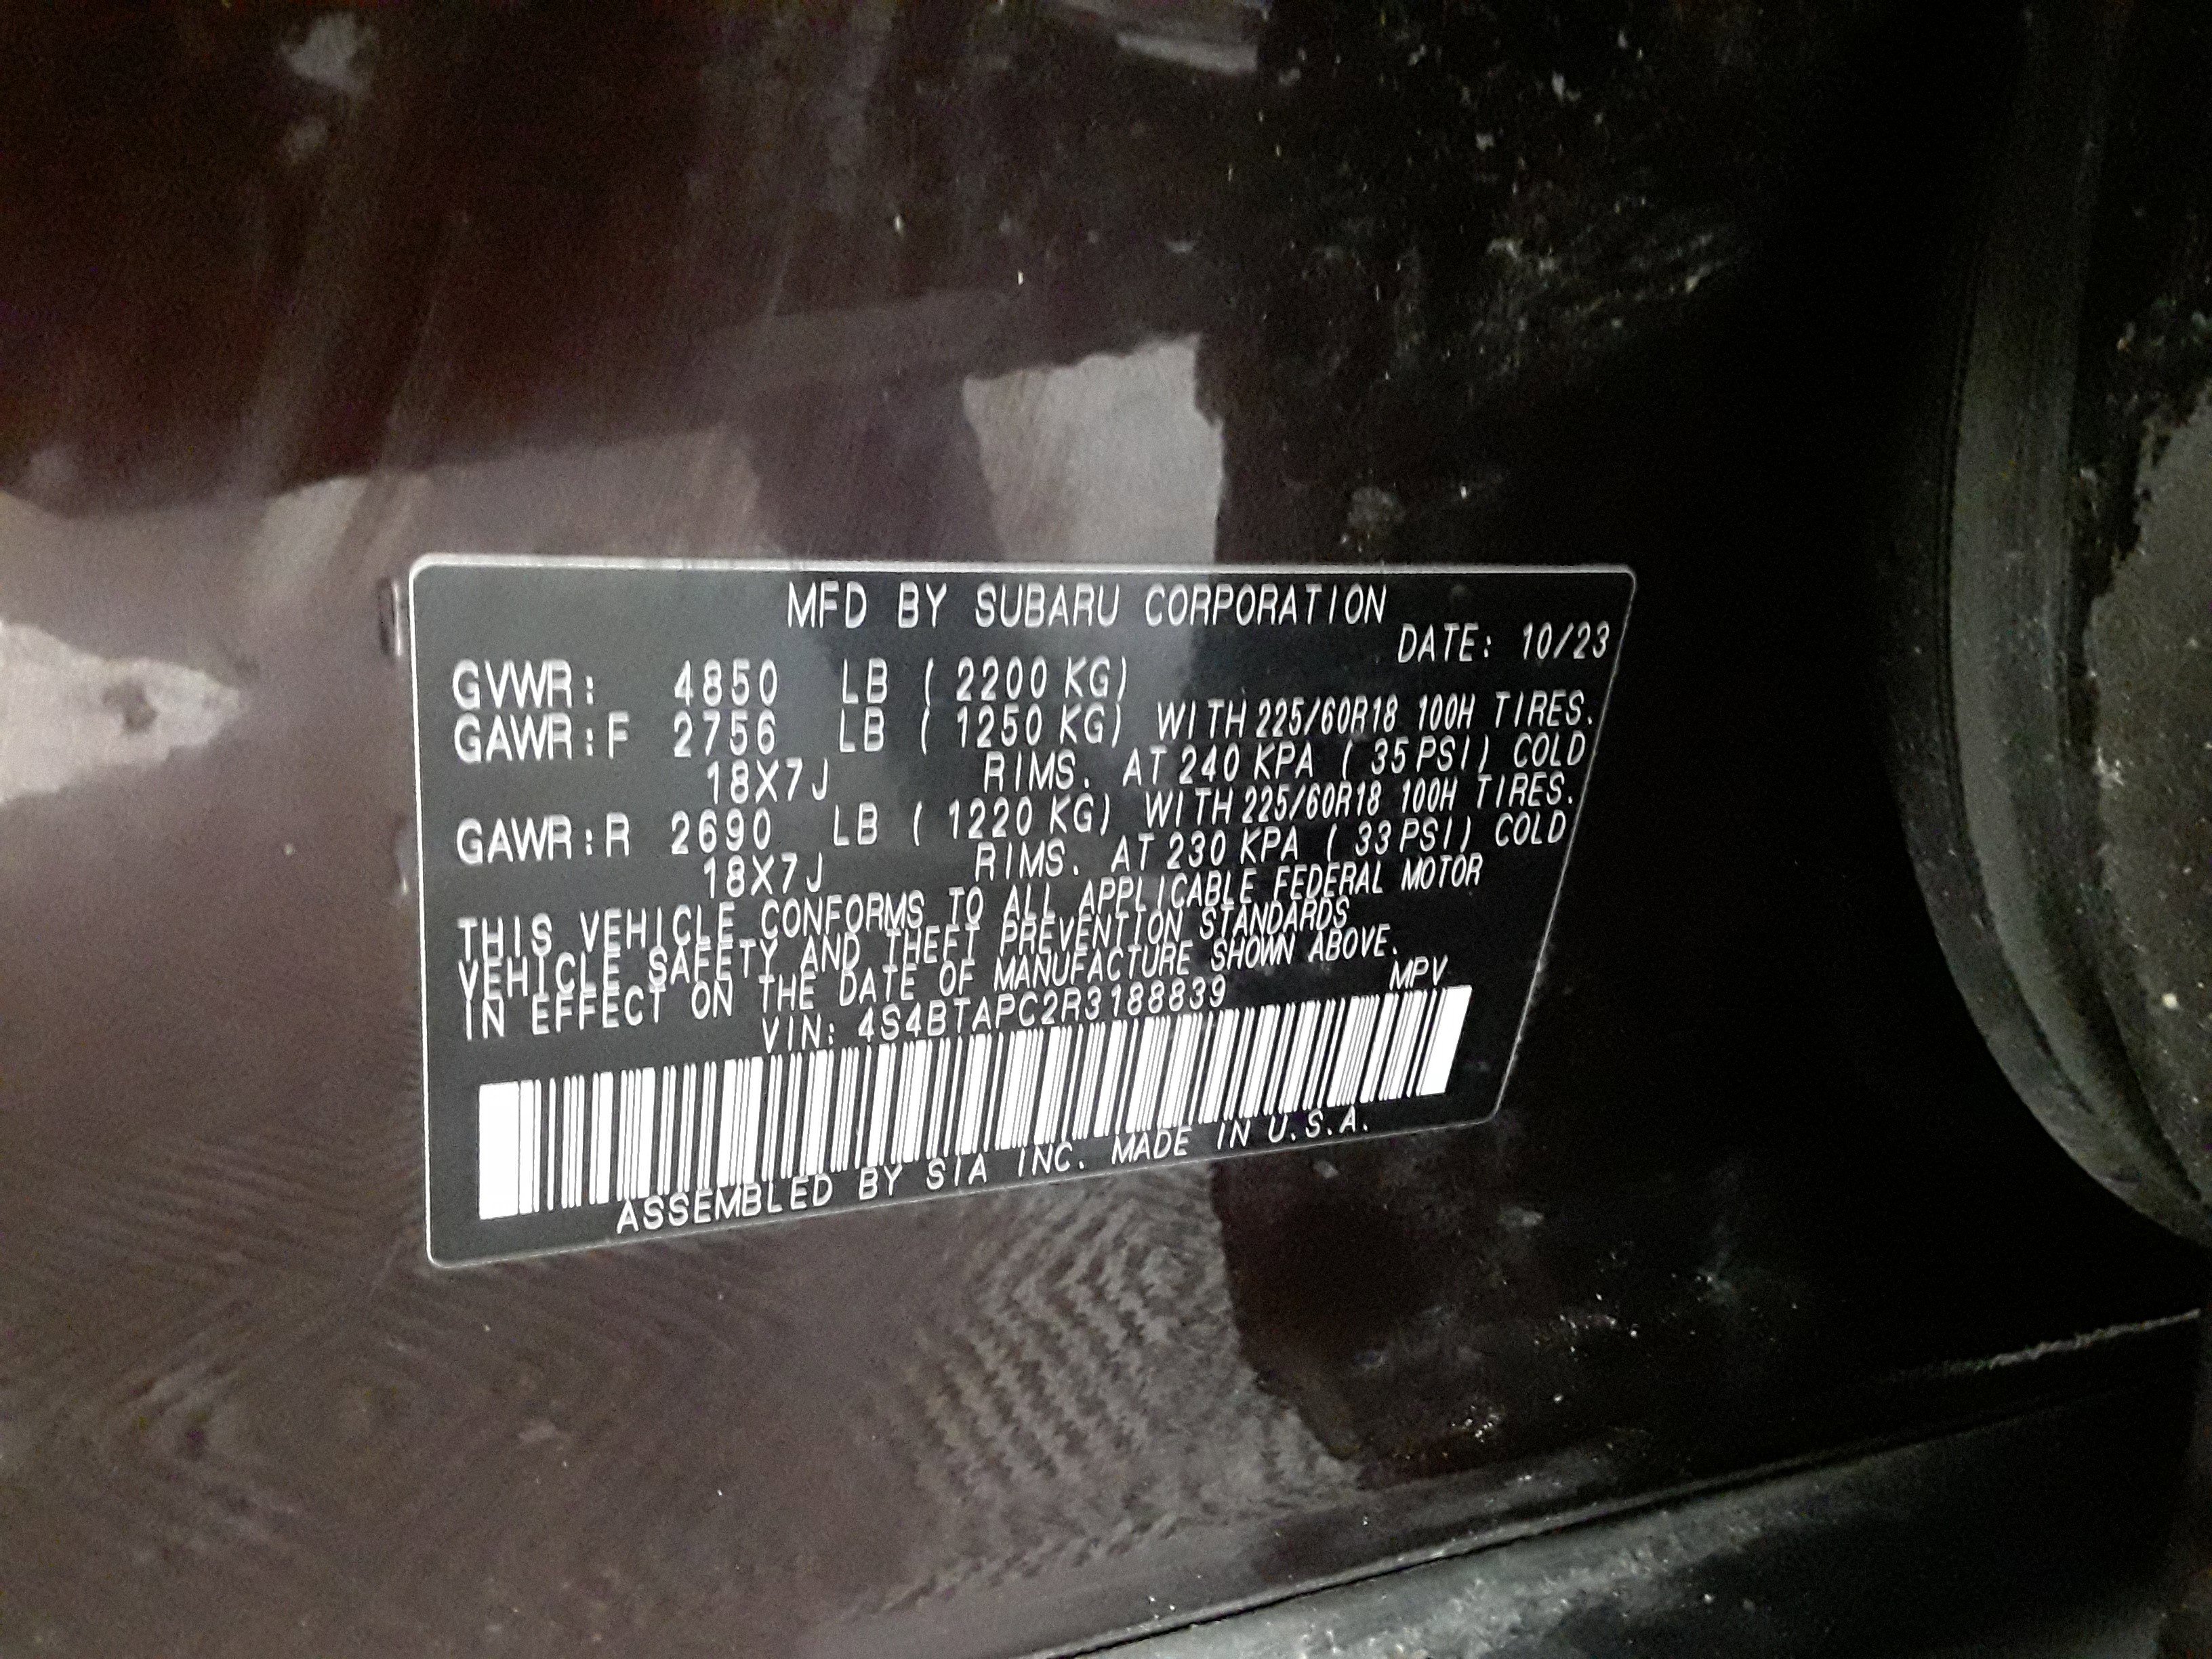 MFD BY SUBARU CORPORATION
DATE: 10/23
GVWR: 4850 LB ( 2200 KG)
GAWR:F 2756 LB ( 1250 KG) WITH 225/60R18 100H TIRES.
18X7J RIMS. AT 240 KPA ( 35 PSI) COLD
GAWR:R 2690 LB ( 1220 KG) WITH 225/60R18 100H TIRES.
18X7J RIMS. AT 230 KPA ( 33 PSI) COLD
THIS VEHICLE CONFORMS TO ALL APPLICABLE FEDERAL MOTOR
VEHICLE SAFETY AND THEFT PREVENTION STANDARDS
IN EFFECT ON THE DATE OF MANUFACTURE SHOWN ABOVE.
VIN: 4S4BTAPC2R3188839 MPV
ASSEMBLED BY SIA INC. MADE IN U.S.A.